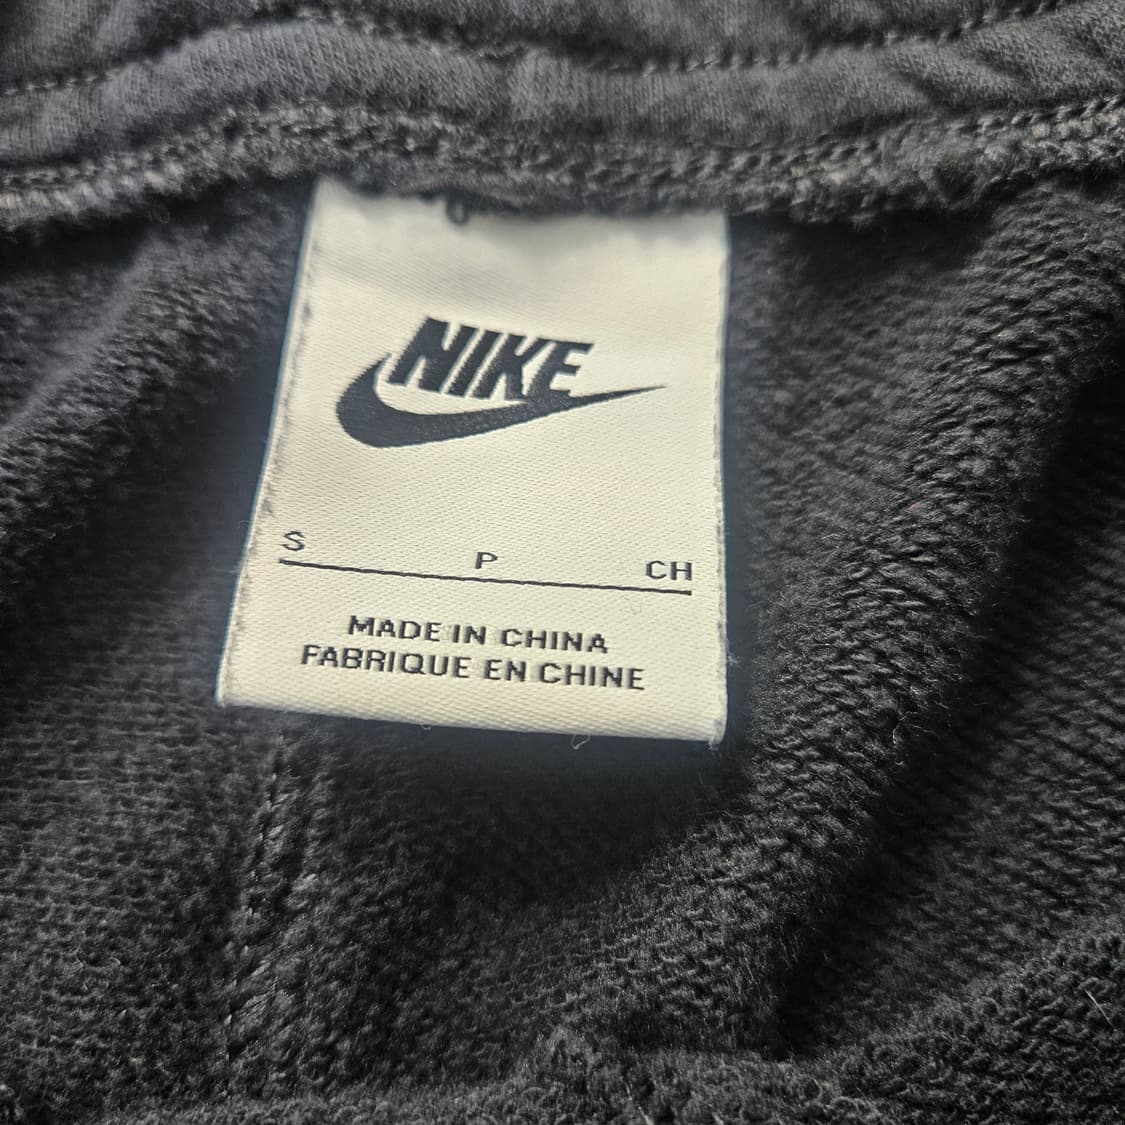 NIKE
S P CH
MADE IN CHINA
FABRIQUE EN CHINE